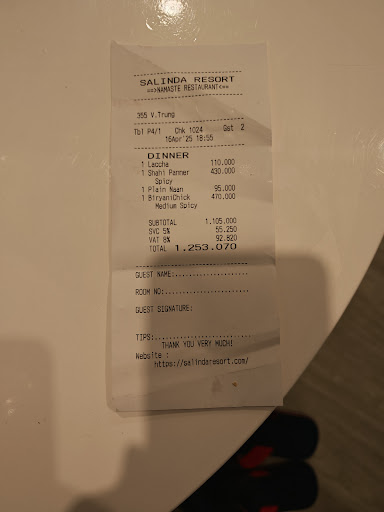 SALINDA RESORT
==>NAMASTE RESTAURANT<==
365 V.Trung
Tbl P4/1 Chk 1024 Gst 2
16Apr'25 18:55
DINNER
1 Laccha 110.000
1 Shahi Panner 430.000
Spicy
1 Plain Naan 95.000
1 BiryaniChick 470.000
Medium Spicy
SUBTOTAL 1,105,000
SVC 5% 55.250
VAT 8% 92.820
TOTAL 1.253.070
GUEST NAME:
ROOM NO:
GUEST SIGNATURE:
TIPS:
THANK YOU VERY MUCH!
Website :
https://salindaresort.com/